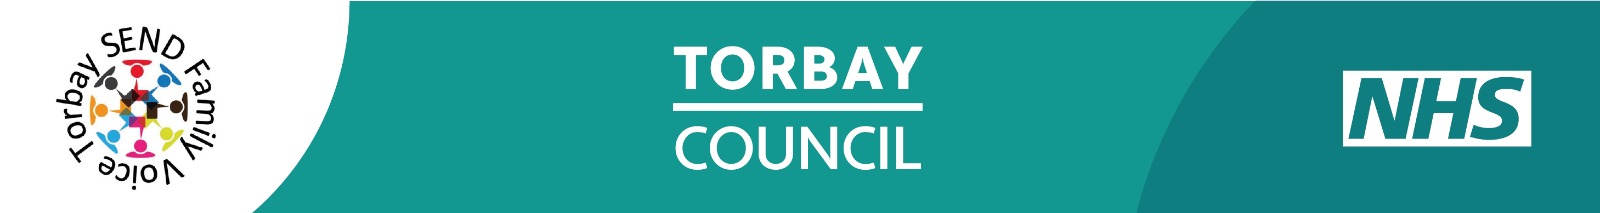 Torbay SEND Family Voice
TORBAY
COUNCIL
NHS